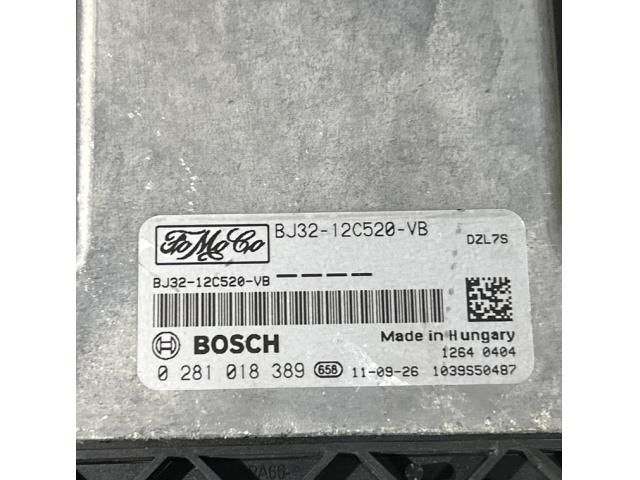 FoMoCo
BJ32-12C520-VB
DZL7S
BJ32-12C520-VB
BOSCH
Made in Hungary
1264 0404
0 281 018 389 658 11-09-26 1039S50487
PA66-